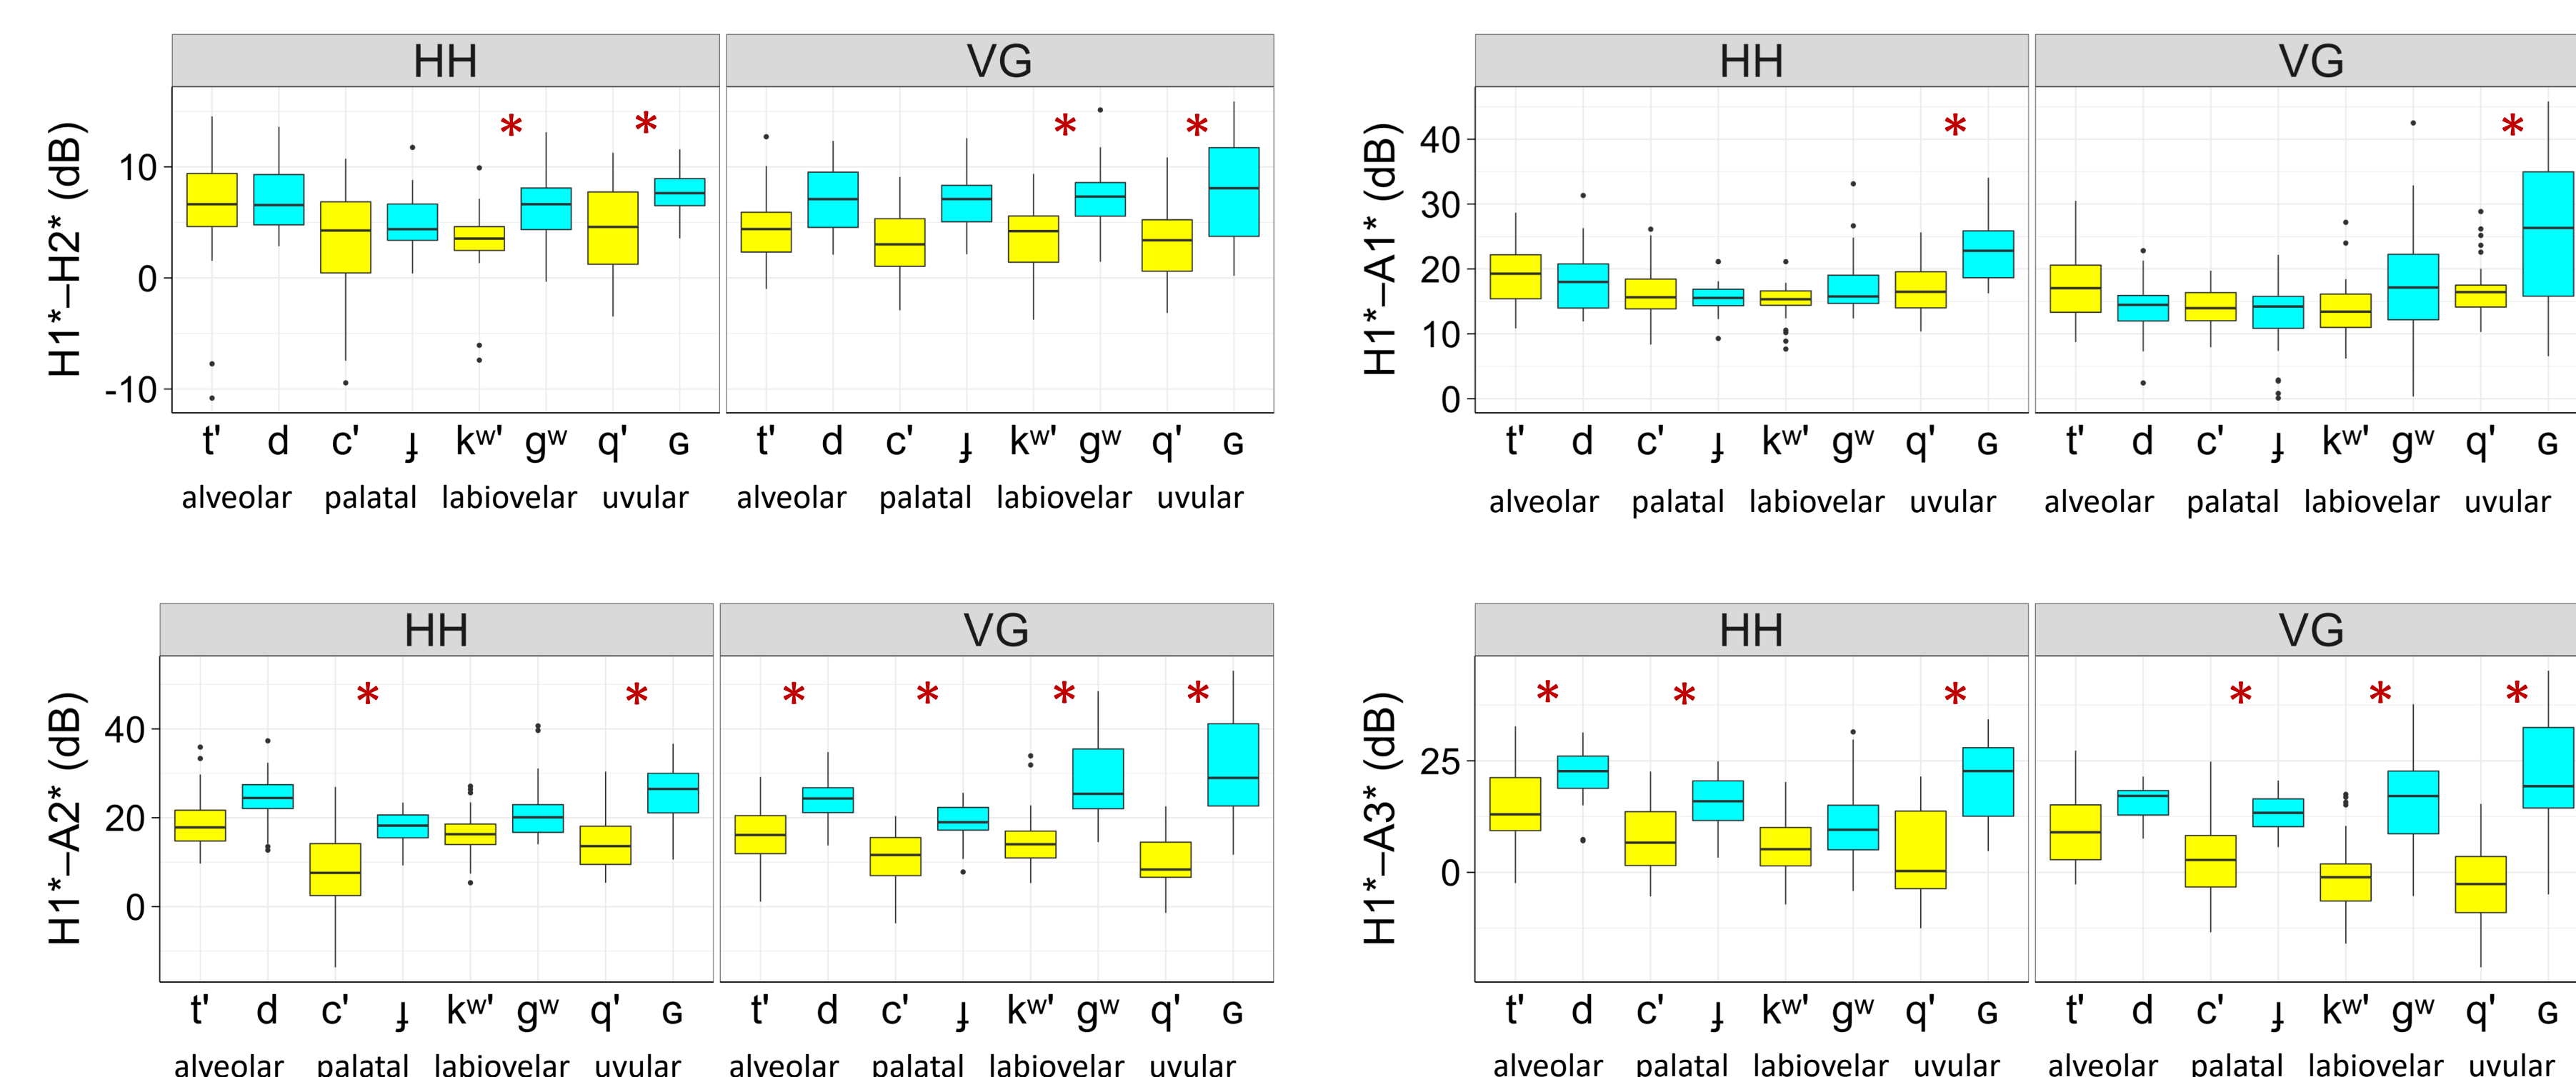 HH VG
H1*–H2* (dB)
10
0
-10
* * * *
t' d c' ɟ kʷ' gʷ q' ɢ t' d c' ɟ kʷ' gʷ q' ɢ
alveolar palatal labiovelar uvular alveolar palatal labiovelar uvular
HH VG
H1*–A1* (dB)
40
30
20
10
0
* *
t' d c' ɟ kʷ' gʷ q' ɢ t' d c' ɟ kʷ' gʷ q' ɢ
alveolar palatal labiovelar uvular alveolar palatal labiovelar uvular
HH VG
H1*–A2* (dB)
40
20
0
* * * * * *
t' d c' ɟ kʷ' gʷ q' ɢ t' d c' ɟ kʷ' gʷ q' ɢ
alveolar palatal labiovelar uvular alveolar palatal labiovelar uvular
HH VG
H1*–A3* (dB)
25
0
* * * * * *
t' d c' ɟ kʷ' gʷ q' ɢ t' d c' ɟ kʷ' gʷ q' ɢ
alveolar palatal labiovelar uvular alveolar palatal labiovelar uvular